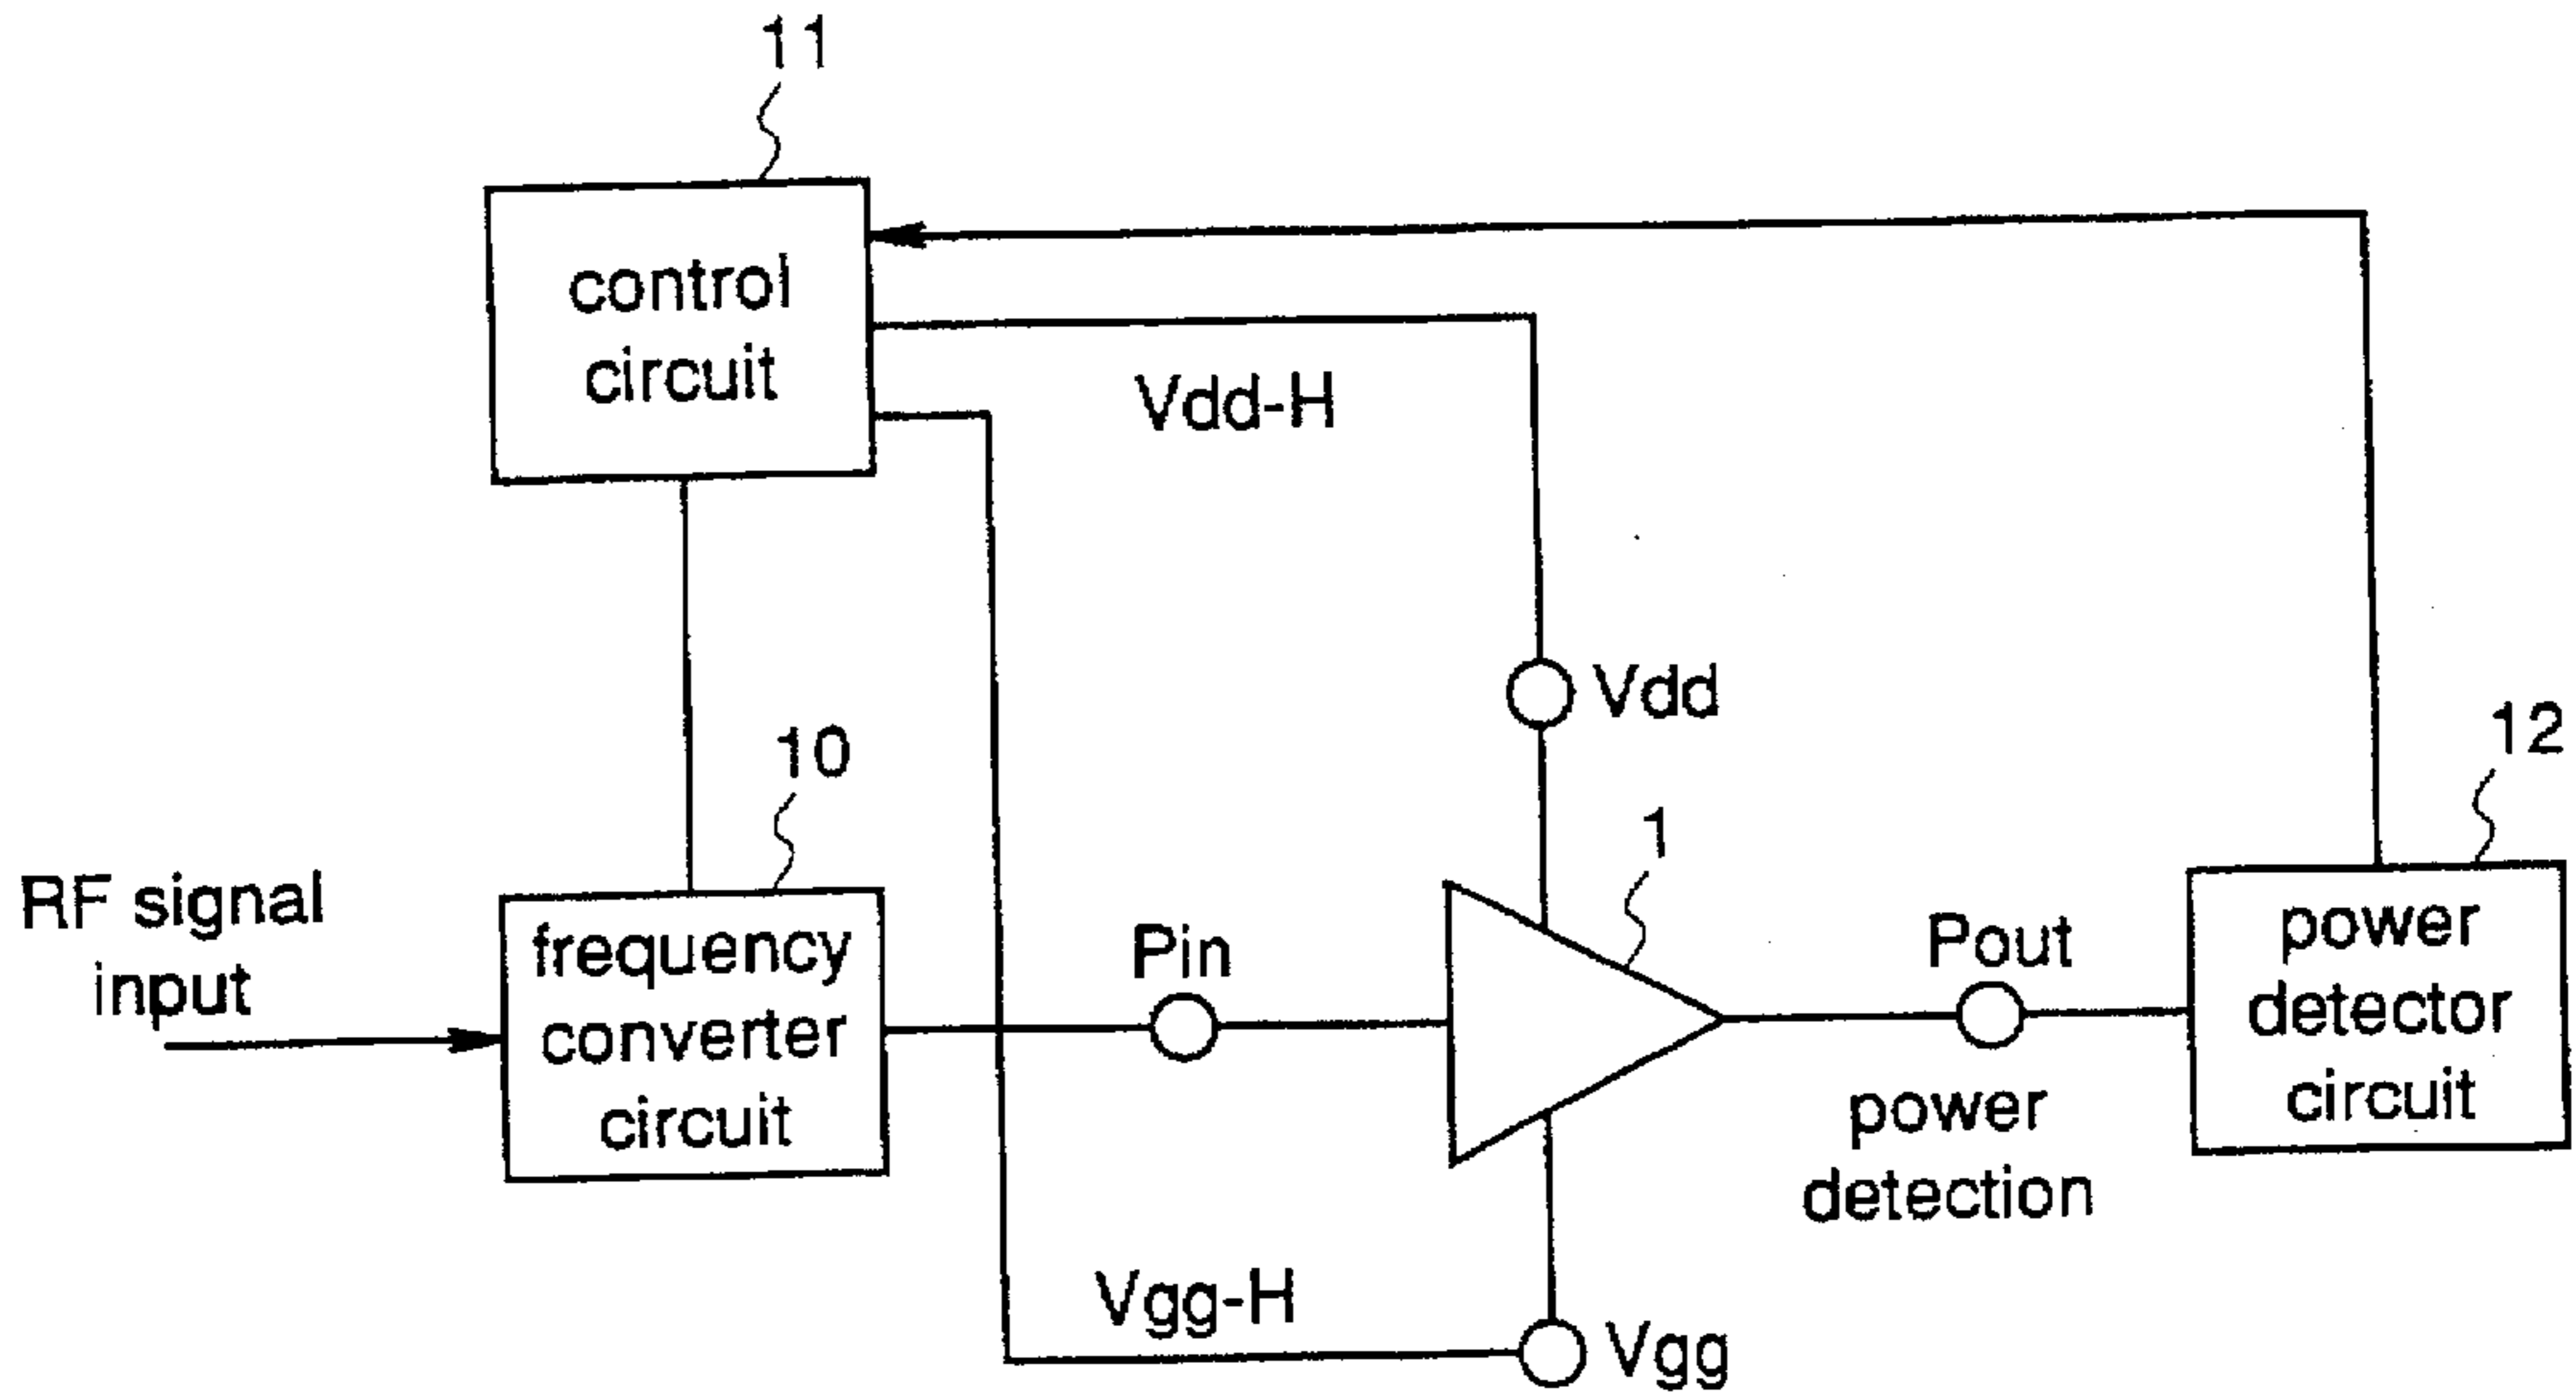 11
control
circuit
Vdd-H
Vdd
10
12
1
RF signal
input
frequency
converter
circuit
Pin
Pout
power
detector
circuit
power
detection
Vgg-H
Vgg